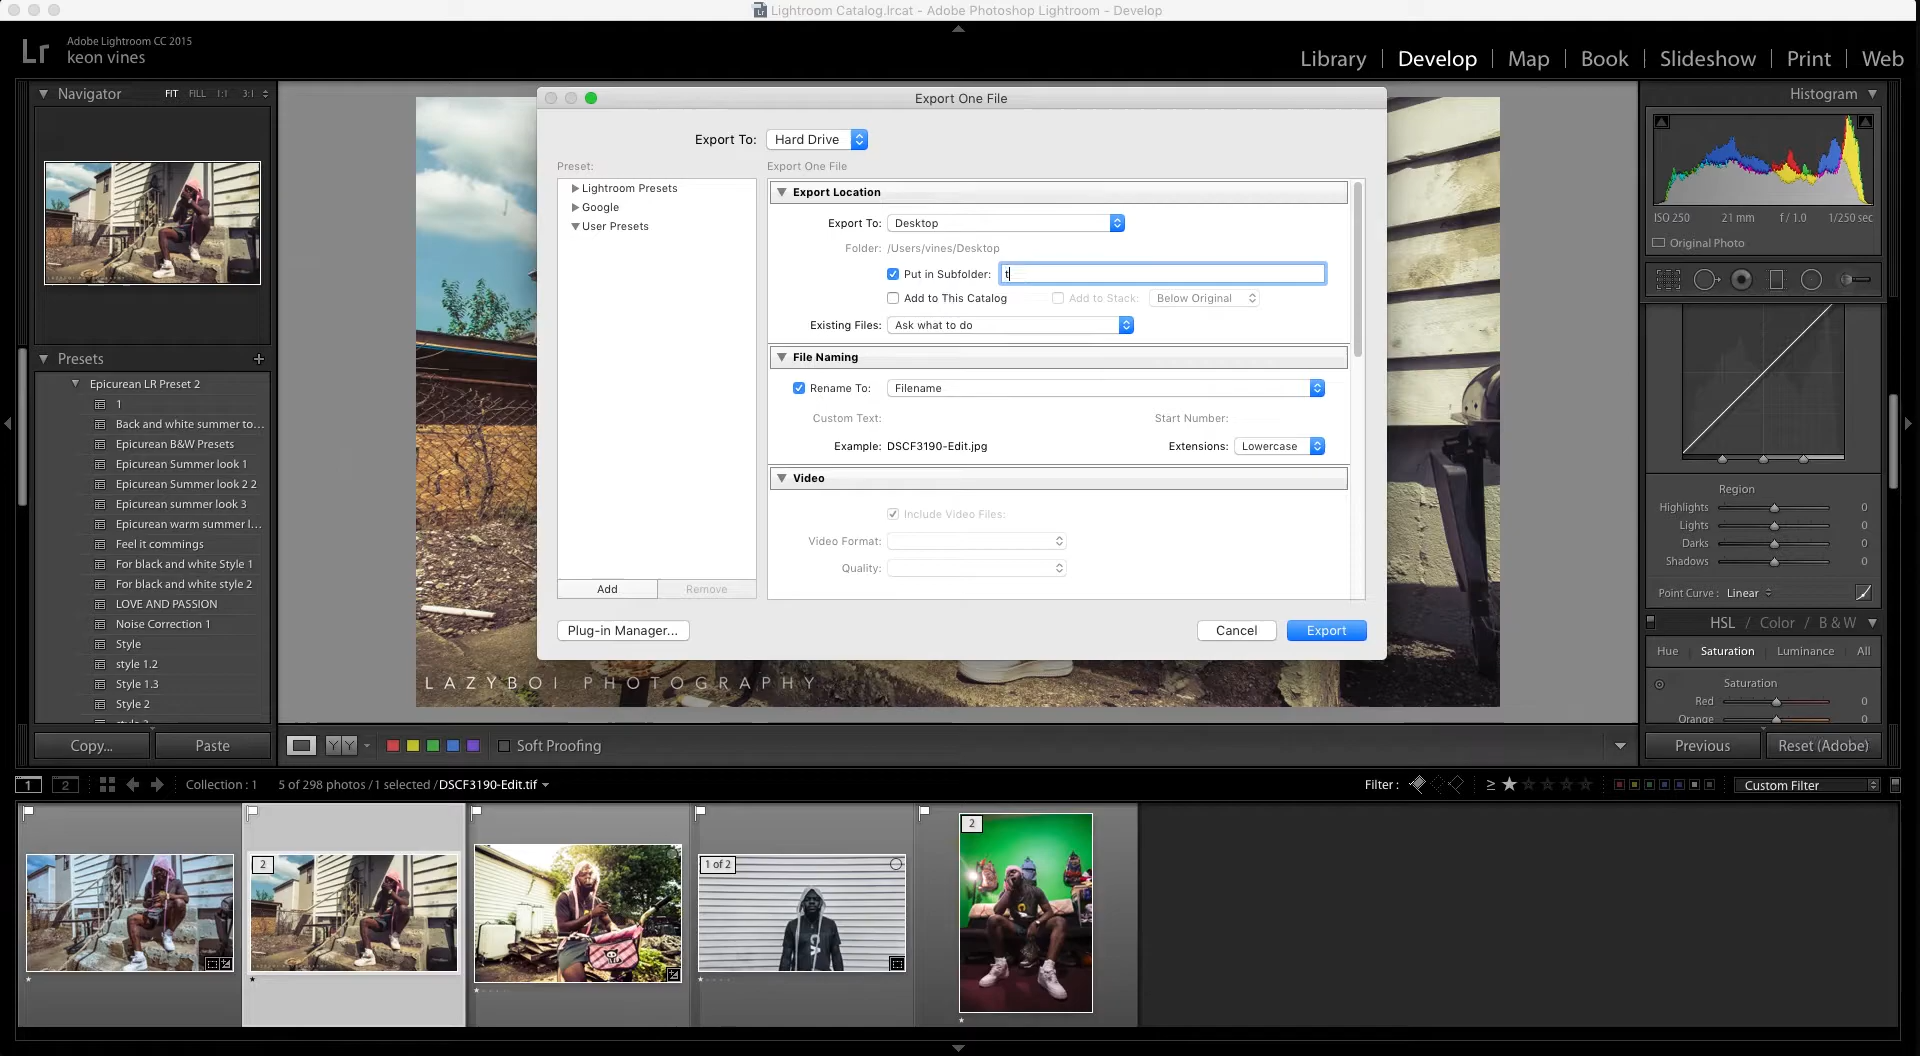 Lightroom Catalog.lrcat - Adobe Photoshop Lightroom - Develop
Lr
Adobe Lightroom CC 2015
keon vines
Library
Develop
Map
Book
Slideshow
Print
Web
Navigator
FIT FILL 1:1 3:1
Presets +
Epicurean LR Preset 2
1
Back and white summer to...
Epicurean B&W Presets
Epicurean Summer look 1
Epicurean Summer look 2 2
Epicurean summer look 3
Epicurean warm summer l...
Feel it commings
For black and white Style 1
For black and white style 2
LOVE AND PASSION
Noise Correction 1
Style
style 1.2
Style 1.3
Style 2
Copy...
Paste
Export One File
Export To: Hard Drive
Preset:
Lightroom Presets
Google
User Presets
Add
Remove
Export One File
Export Location
Export To: Desktop
Folder: /Users/vines/Desktop
Put in Subfolder: t
Add to This Catalog
Add to Stack: Below Original
Existing Files: Ask what to do
File Naming
Rename To: Filename
Custom Text:
Start Number:
Example: DSCF3190-Edit.jpg
Extensions: Lowercase
Video
Include Video Files:
Video Format:
Quality:
Plug-in Manager...
Cancel
Export
LAZYBOI PHOTOGRAPHY
Histogram
ISO 250 21 mm f / 1.0 1/250 sec
Original Photo
Region
Highlights 0
Lights 0
Darks 0
Shadows 0
Point Curve : Linear
HSL / Color / B & W
Hue Saturation Luminance All
Saturation
Red 0
Orange 0
Previous
Reset (Adobe)
Y Y
Soft Proofing
1 2
Collection : 1
5 of 298 photos / 1 selected / DSCF3190-Edit.tif
Filter :
≥
Custom Filter
2
1 of 2
2